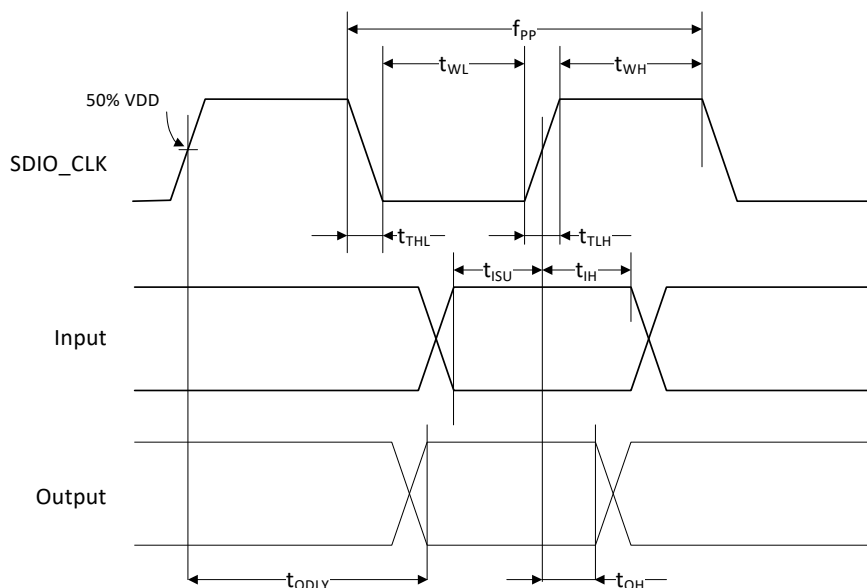 fPP
tWL
tWH
50% VDD
SDIO_CLK
tTHL
tTLH
tISU
tIH
Input
Output
tODLY
tOH